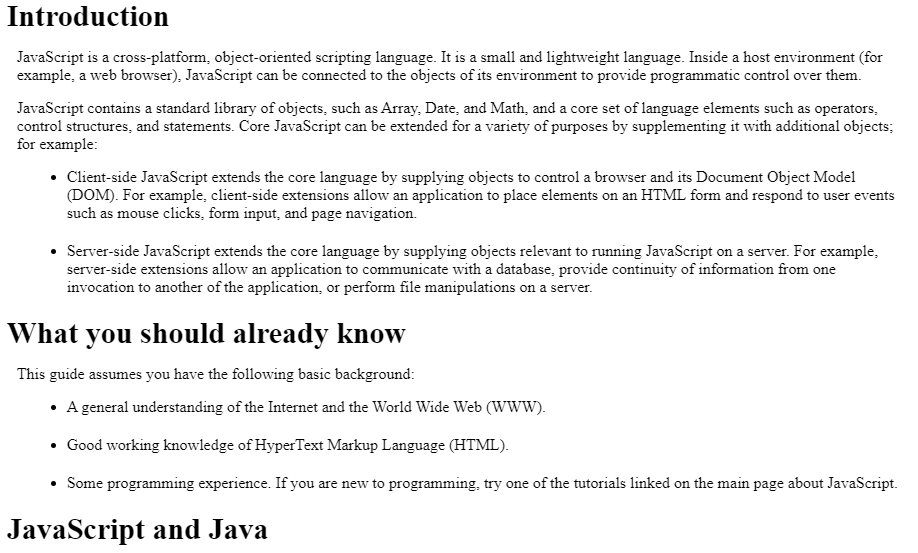 Introduction
JavaScript is a cross-platform, object-oriented scripting language. It is a small and lightweight language. Inside a host environment (for
example, a web browser), JavaScript can be connected to the objects of its environment to provide programmatic control over them.
JavaScript contains a standard library of objects, such as Array, Date, and Math, and a core set of language elements such as operators,
control structures, and statements. Core JavaScript can be extended for a variety of purposes by supplementing it with additional objects;
for example:
• Client-side JavaScript extends the core language by supplying objects to control a browser and its Document Object Model
(DOM). For example, client-side extensions allow an application to place elements on an HTML form and respond to user events
such as mouse clicks, form input, and page navigation.
• Server-side JavaScript extends the core language by supplying objects relevant to running JavaScript on a server. For example,
server-side extensions allow an application to communicate with a database, provide continuity of information from one
invocation to another of the application, or perform file manipulations on a server.
What you should already know
This guide assumes you have the following basic background:
• A general understanding of the Internet and the World Wide Web (WWW).
• Good working knowledge of HyperText Markup Language (HTML).
• Some programming experience. If you are new to programming, try one of the tutorials linked on the main page about JavaScript.
JavaScript and Java